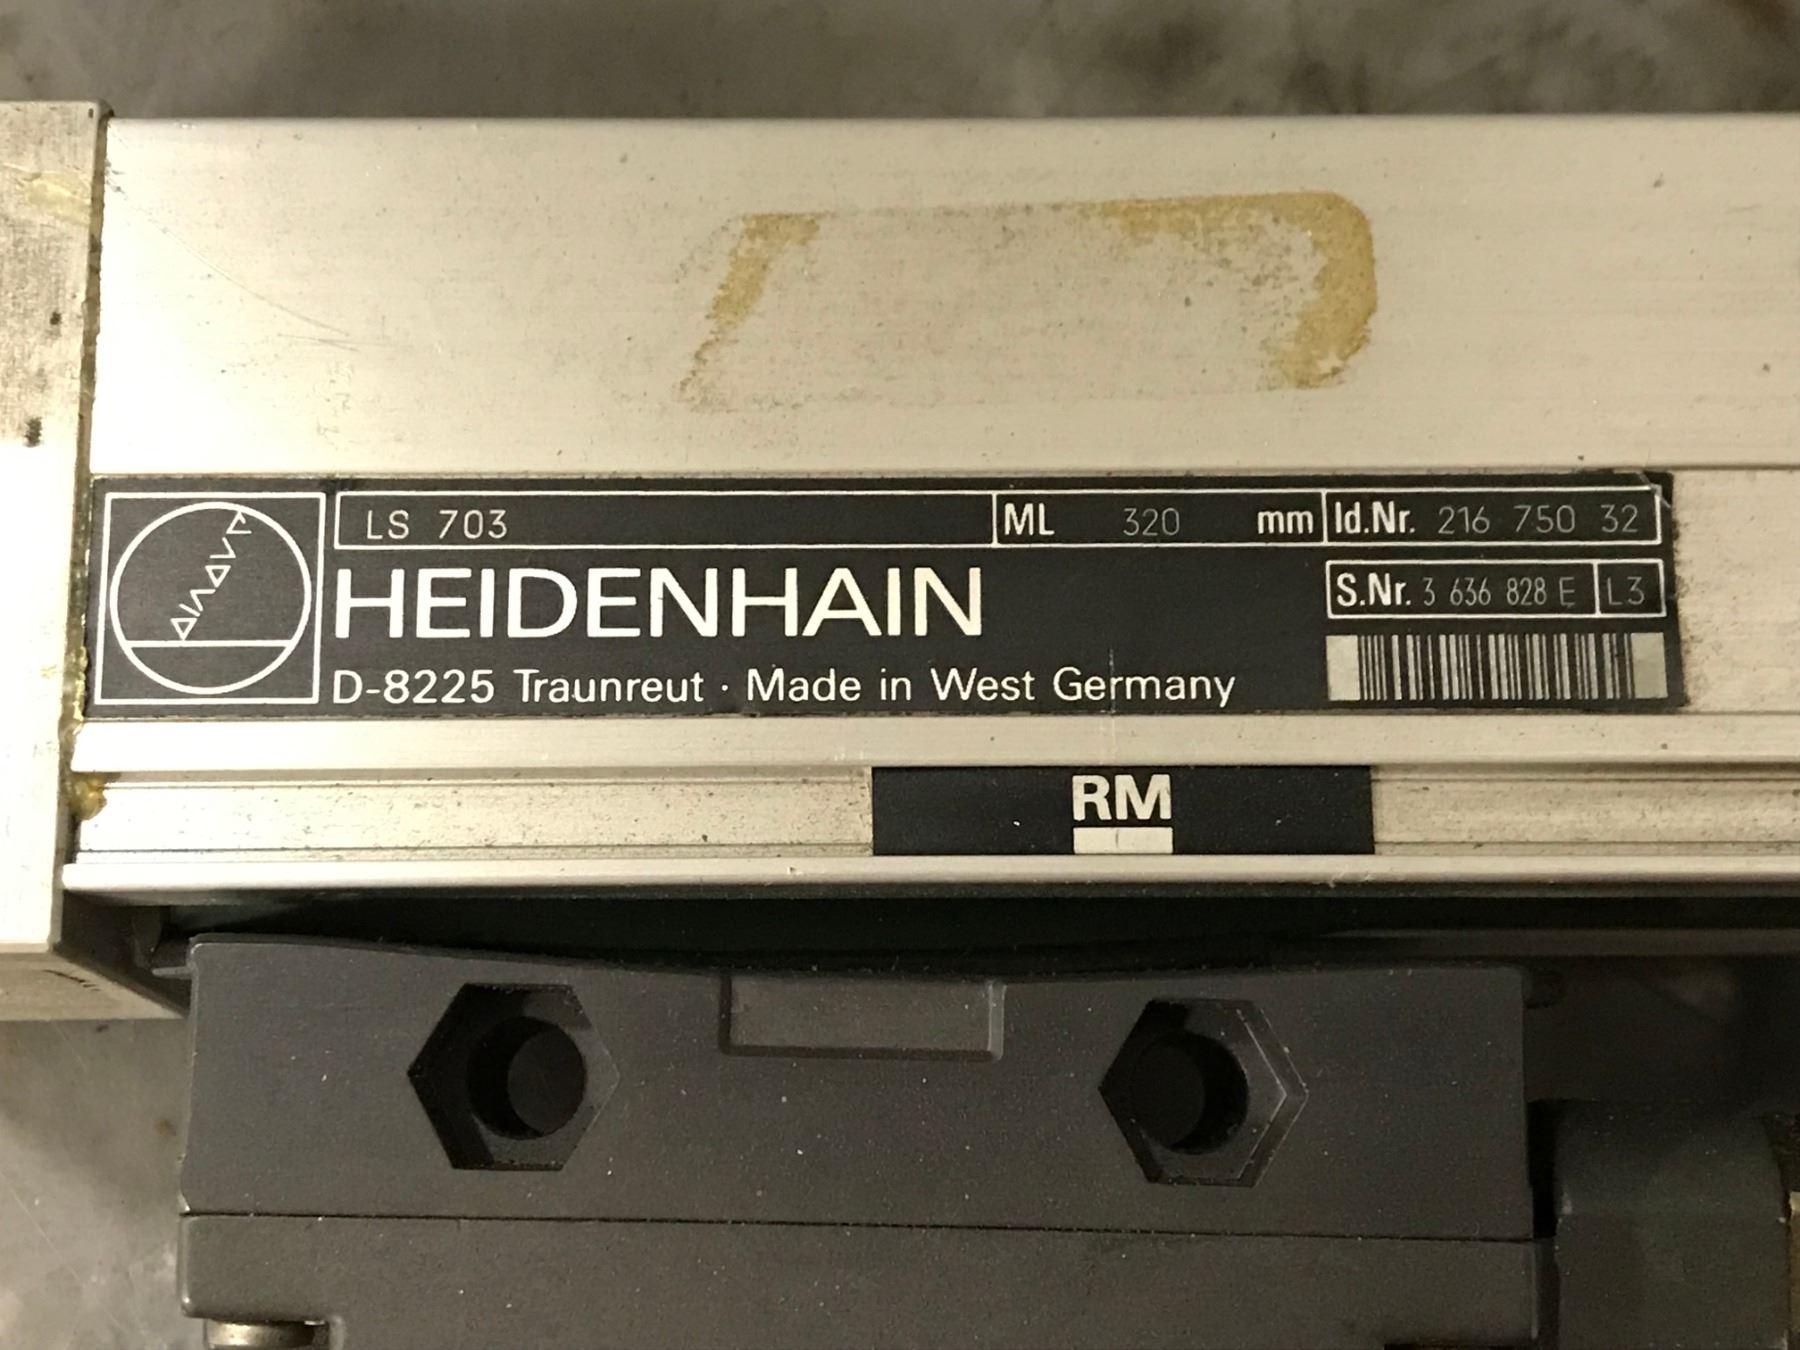 LS 703 ML 320 mm Id.Nr. 216 750 32
HEIDENHAIN S.Nr. 3 636 828 E L3
D-8225 Traunreut · Made in West Germany
RM